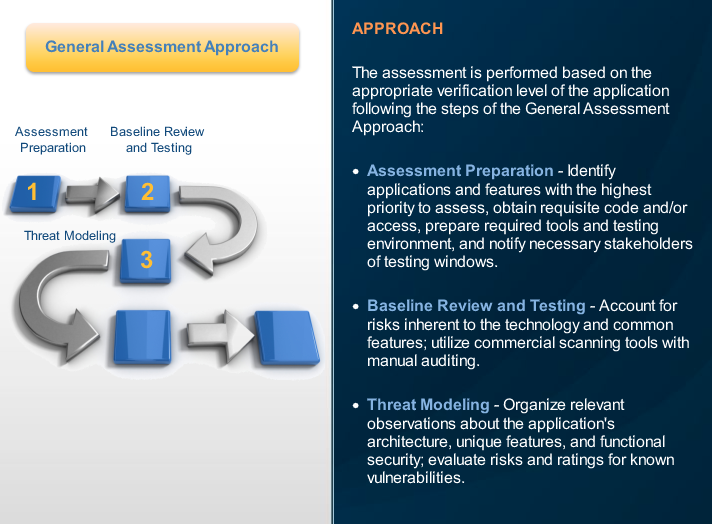 General Assessment Approach
Assessment
Preparation
Baseline Review
and Testing
1
2
Threat Modeling
3
APPROACH
The assessment is performed based on the
appropriate verification level of the application
following the steps of the General Assessment
Approach:
• Assessment Preparation - Identify
applications and features with the highest
priority to assess, obtain requisite code and/or
access, prepare required tools and testing
environment, and notify necessary stakeholders
of testing windows.
• Baseline Review and Testing - Account for
risks inherent to the technology and common
features; utilize commercial scanning tools with
manual auditing.
• Threat Modeling - Organize relevant
observations about the application's
architecture, unique features, and functional
security; evaluate risks and ratings for known
vulnerabilities.